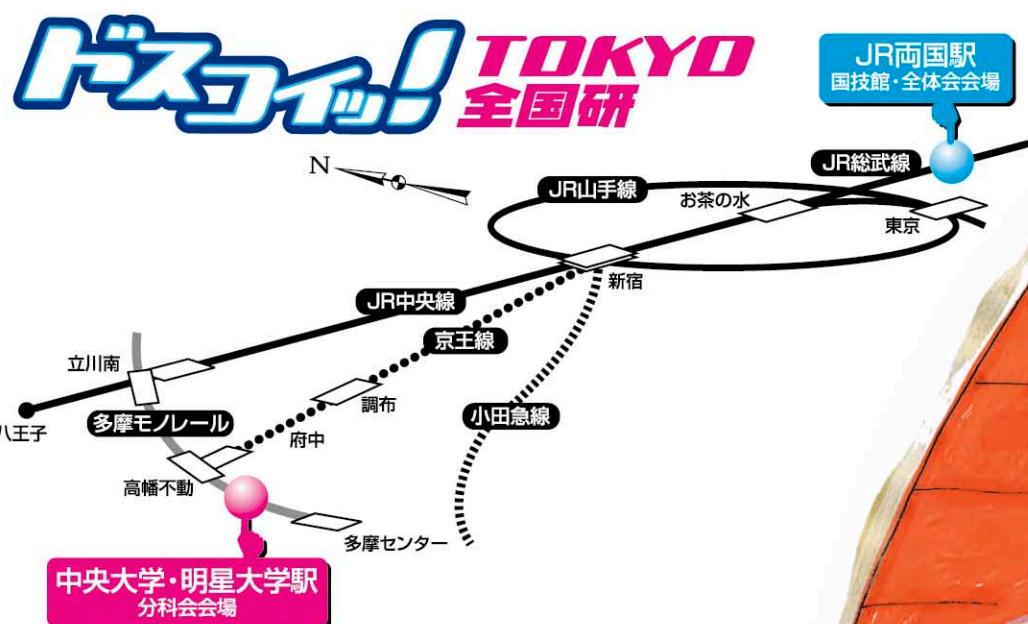 ドスコイッ!
TOKYO
全国研
JR両国駅
国技館・全体会会場
N
JR総武線
JR山手線
お茶の水
東京
新宿
JR中央線
京王線
立川南
調布
小田急線
多摩モノレール
八王子
府中
高幡不動
多摩センター
中央大学・明星大学駅
分科会会場